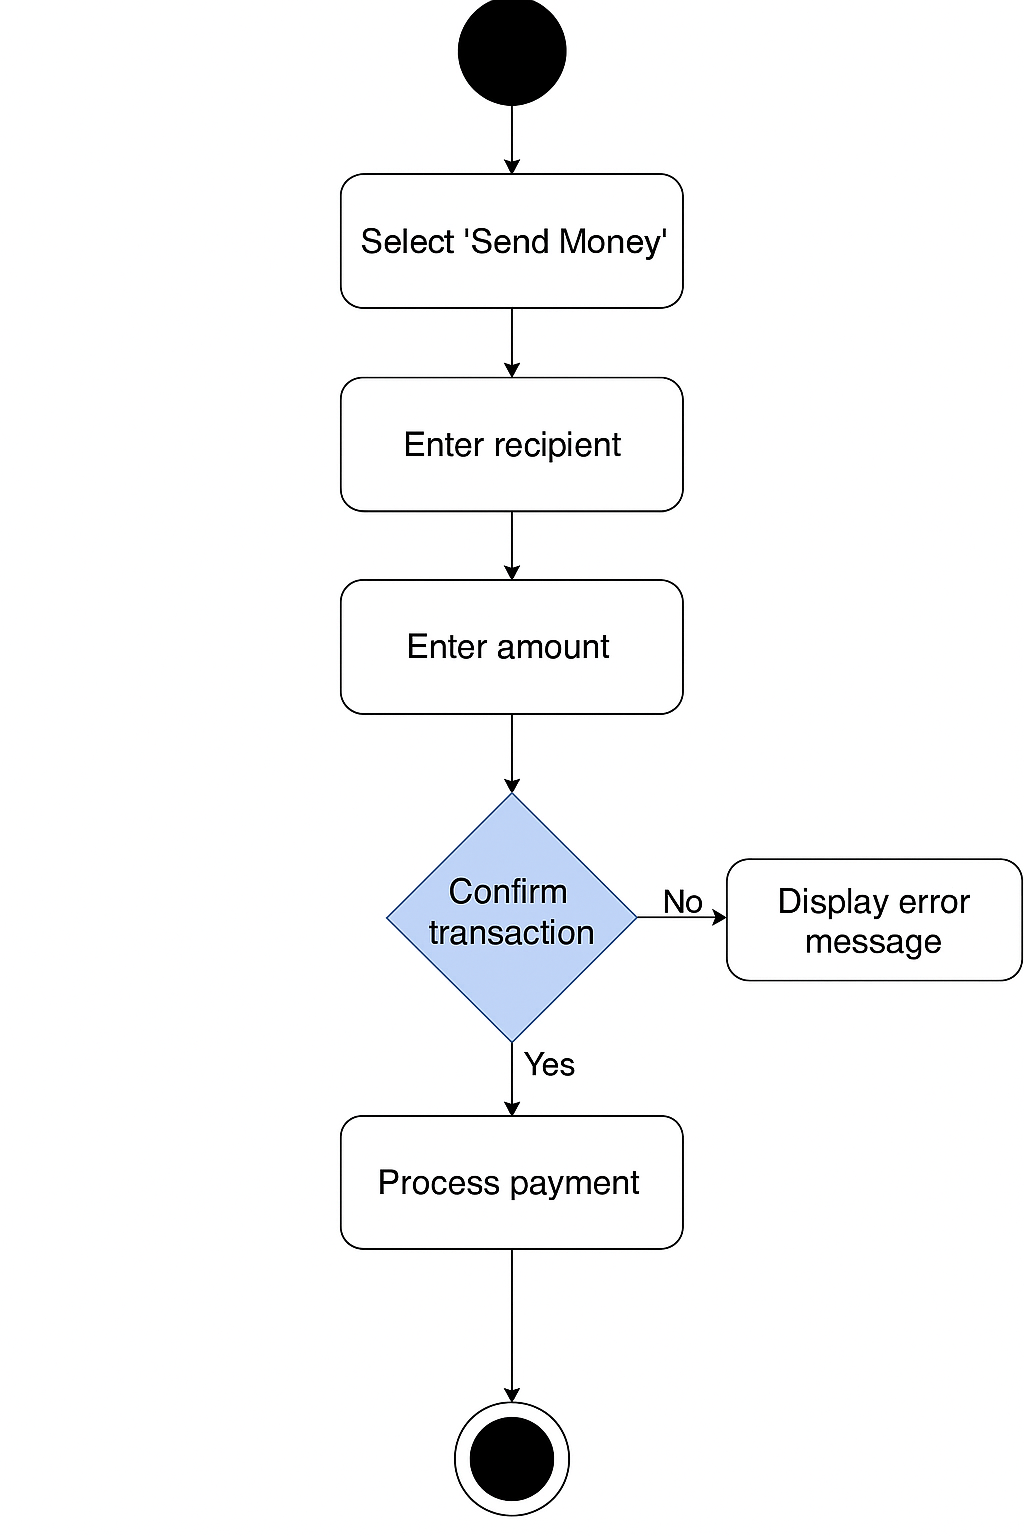 Select 'Send Money'
Enter recipient
Enter amount
Confirm
transaction
No
Display error
message
Yes
Process payment